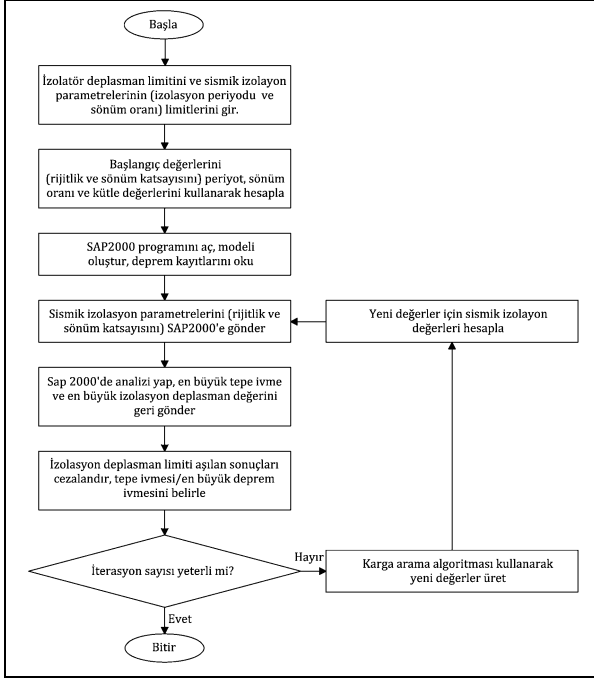 Başla
İzolatör deplasman limitini ve sismik izolayon
parametrelerinin (izolasyon periyodu ve
sönüm oranı) limitlerini gir.
Başlangıç değerlerini
(rijitlik ve sönüm katsayısını) periyot, sönüm
oranı ve kütle değerlerini kullanarak hesapla
SAP2000 programını aç, modeli
oluştur, deprem kayıtlarını oku
Sismik izolasyon parametrelerini (rijitlik ve
sönüm katsayısını) SAP2000'e gönder
Yeni değerler için sismik izolayon
değerleri hesapla
Sap 2000'de analizi yap, en büyük tepe ivme
ve en büyük izolasyon deplasman değerini
geri gönder
İzolasyon deplasman limiti aşılan sonuçları
cezalandır, tepe ivmesi/en büyük deprem
ivmesini belirle
İterasyon sayısı yeterli mi?
Hayır
Karga arama algoritması kullanarak
yeni değerler üret
Evet
Bitir